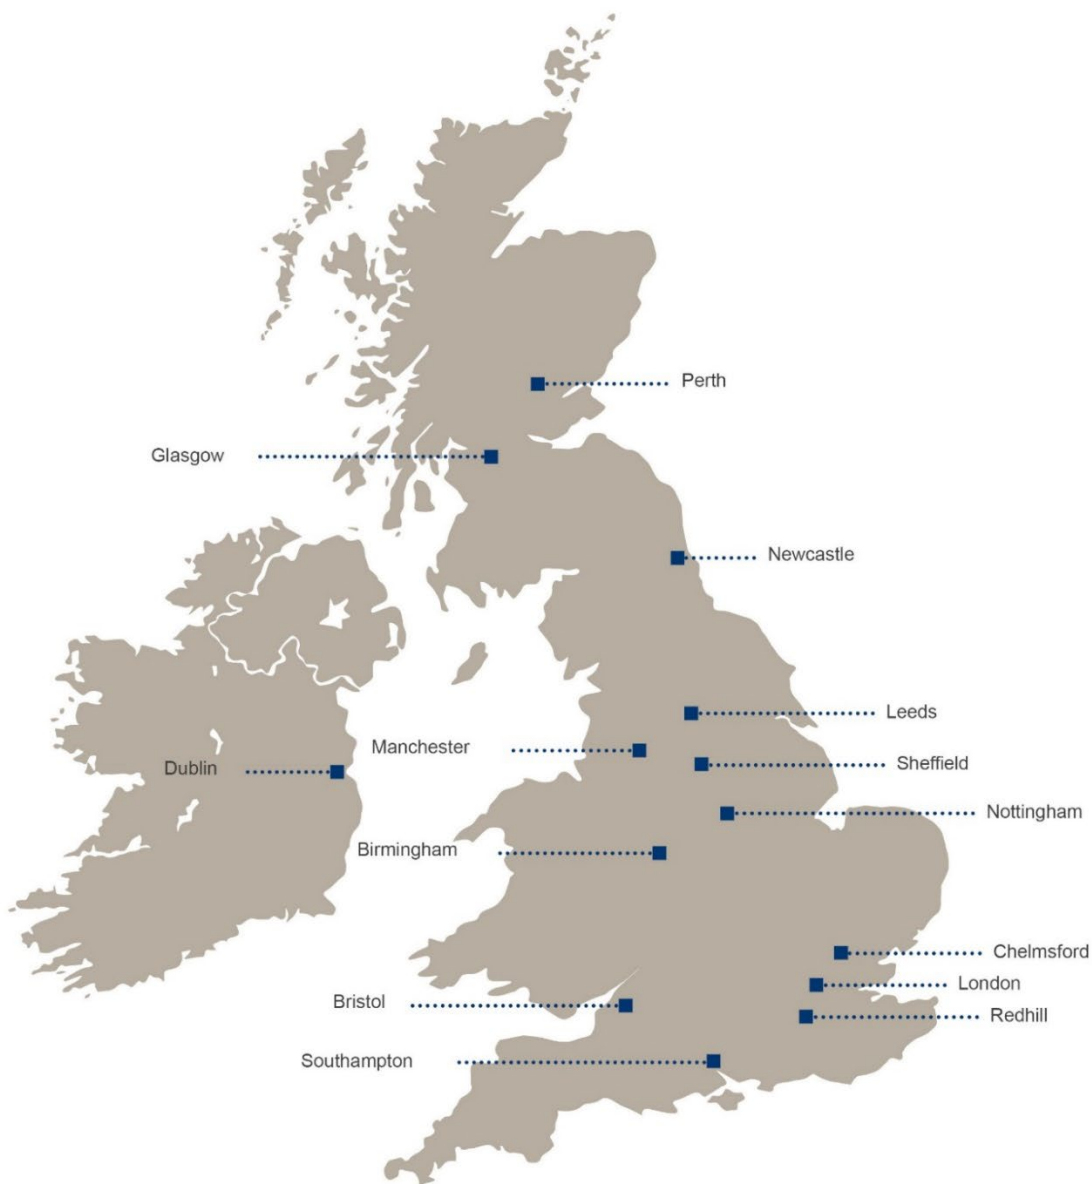 Perth
Glasgow
Newcastle
Leeds
Manchester
Sheffield
Dublin
Nottingham
Birmingham
Chelmsford
London
Bristol
Redhill
Southampton